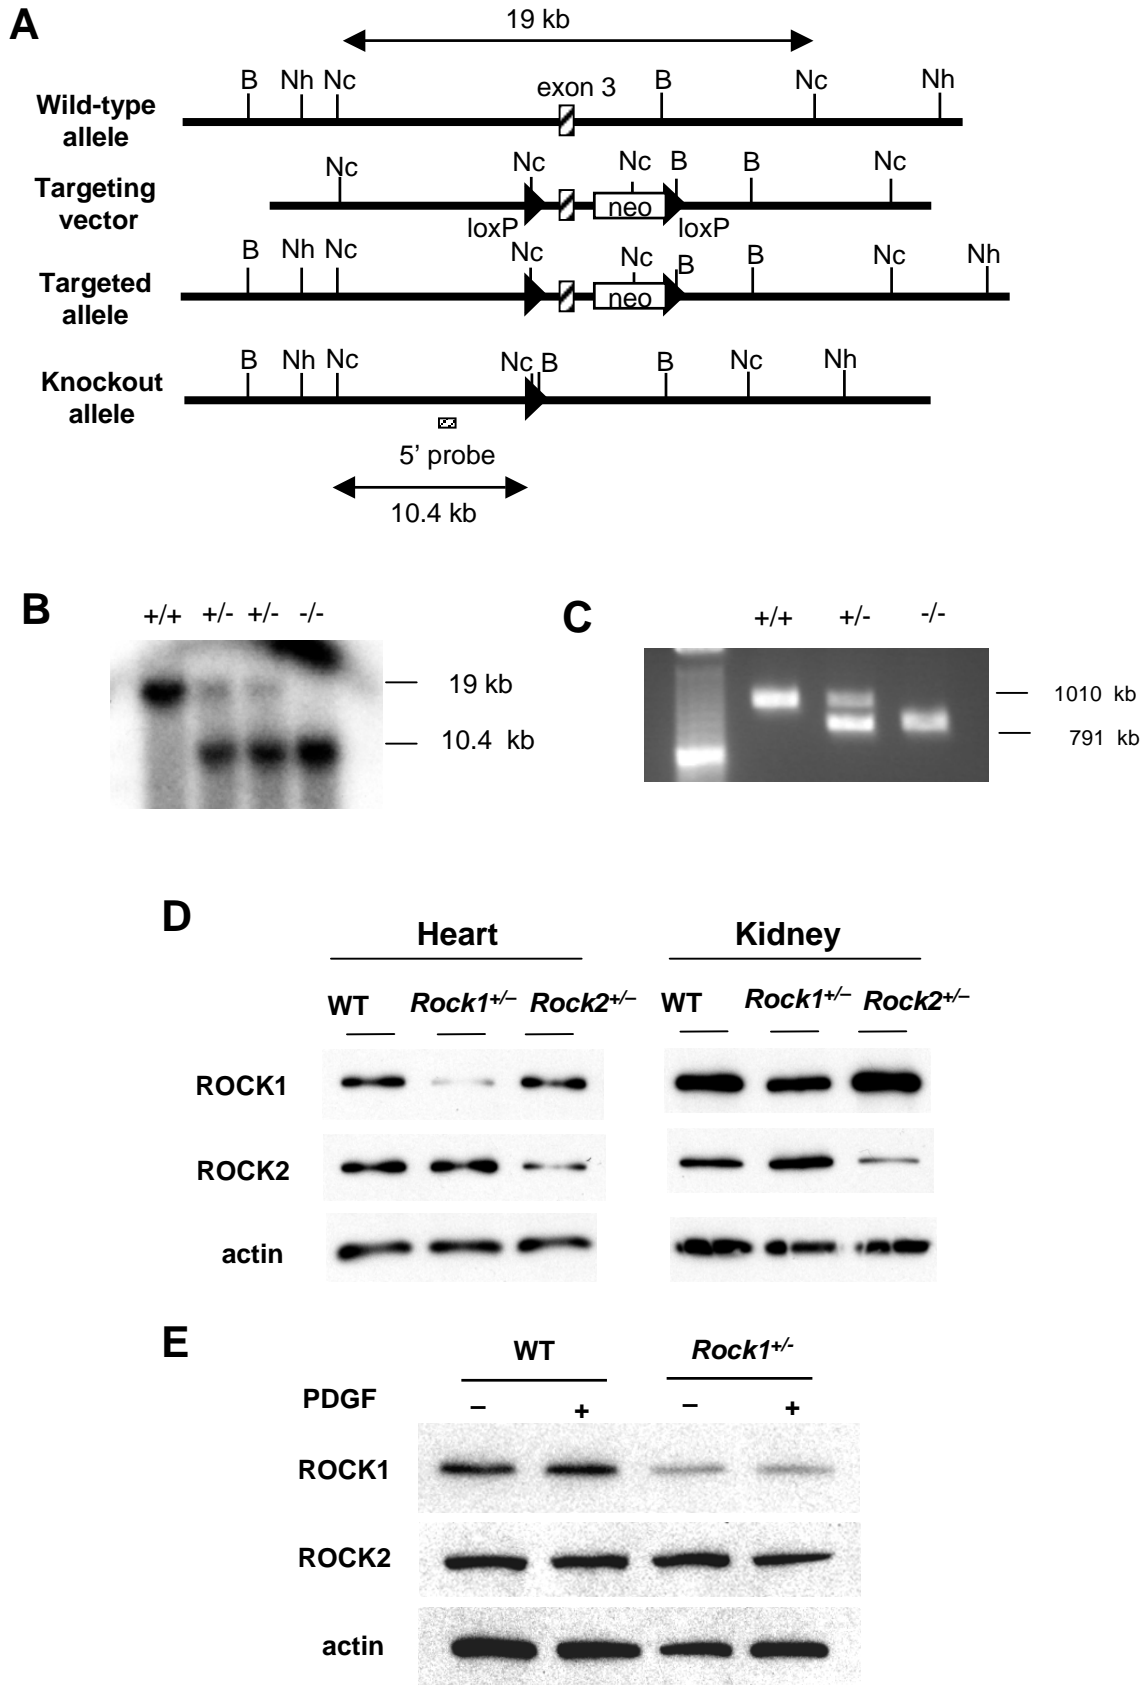 A
19 kb
B Nh Nc exon 3 B Nc Nh
Wild-type
allele
Nc Nc Nc B B Nc
Targeting
vector
neo
loxP loxP
B Nh Nc Nc Nc B B Nc Nh
Targeted
allele
neo
B Nh Nc Nc B B Nc Nh
Knockout
allele
5’ probe
10.4 kb
B
+/+ +/- +/- -/-
19 kb
10.4 kb
C
+/+ +/- -/-
1010 kb
791 kb
D
Heart Kidney
WT Rock1+/– Rock2+/– WT Rock1+/– Rock2+/–
ROCK1
ROCK2
actin
E
WT Rock1+/-
PDGF – + – +
ROCK1
ROCK2
actin